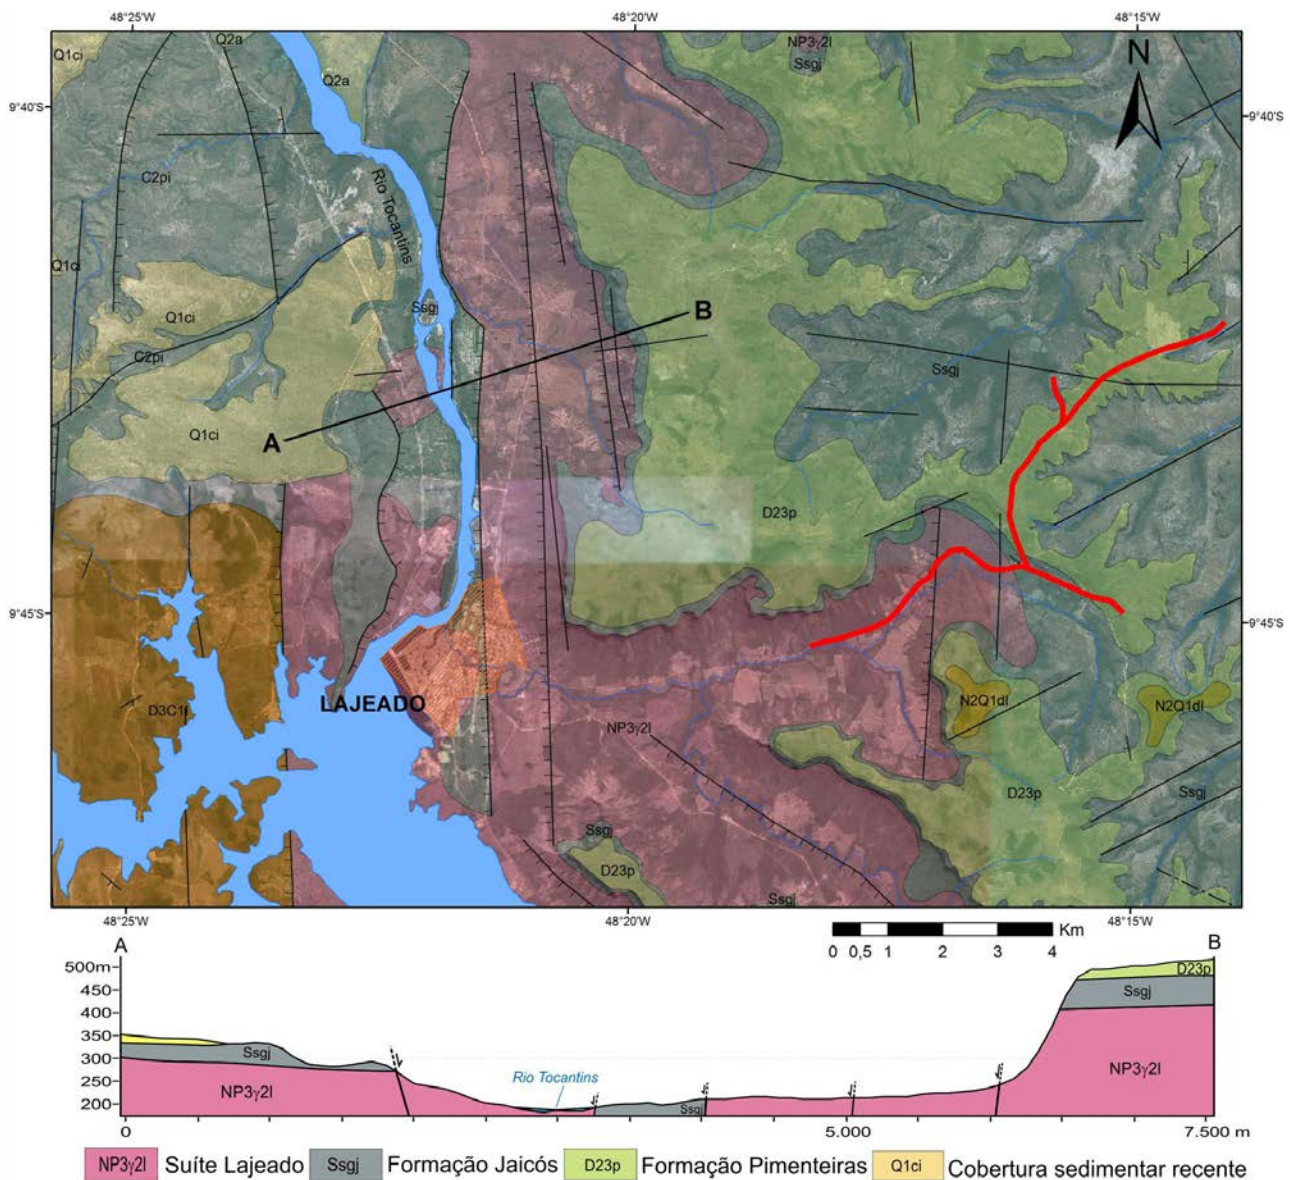 48°25'W 48°20'W 48°15'W
Q2a
NP3γ2l
Q1ci
Ssgj
N
Q2a
9°40'S 9°40'S
C2pi
Rio Tocantins
Q1ci
Ssgj
B
Q1ci
C2pi
Ssgj
Q1ci
A
D23p
9°45'S 9°45'S
LAJEADO
D3C1l
N2Q1dl
N2Q1dl
NP3γ2l
D23p
Ssgj
Ssgj
D23p
Ssgj
48°25'W 48°20'W 48°15'W
Km
0 0,5 1 2 3 4
A B
500m
450
400
350
300
250
200
D23p
Ssgj
Ssgj
NP3γ2l
NP3γ2l
Rio Tocantins
Ssgj
0 5.000 7.500 m
NP3γ2l Suíte Lajeado Ssgj Formação Jaicós D23p Formação Pimenteiras Q1ci Cobertura sedimentar recente